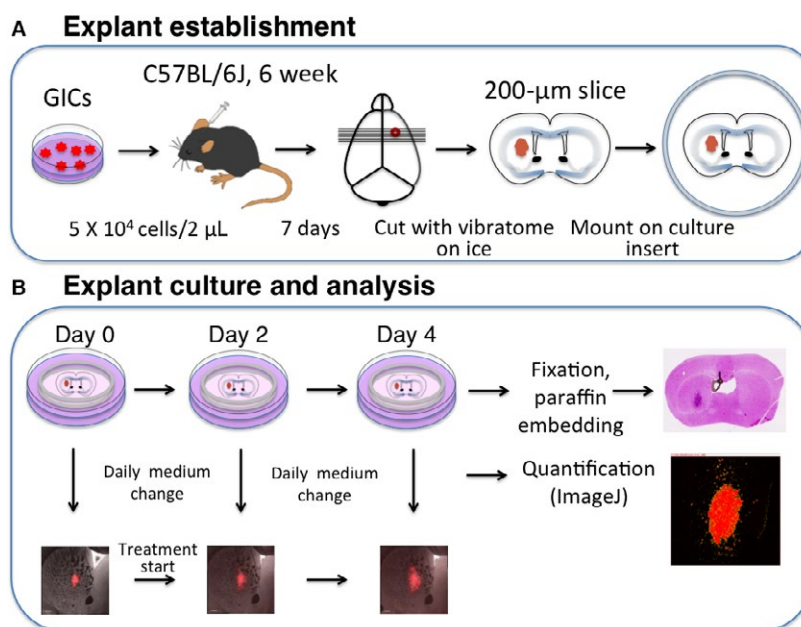 A Explant establishment
C57BL/6J, 6 week
GICs
200-μm slice
5 X 10⁴ cells/2 μL
7 days
Cut with vibratome
on ice
Mount on culture
insert
B Explant culture and analysis
Day 0
Day 2
Day 4
Fixation,
paraffin
embedding
Daily medium
change
Daily medium
change
Quantification
(ImageJ)
Treatment
start